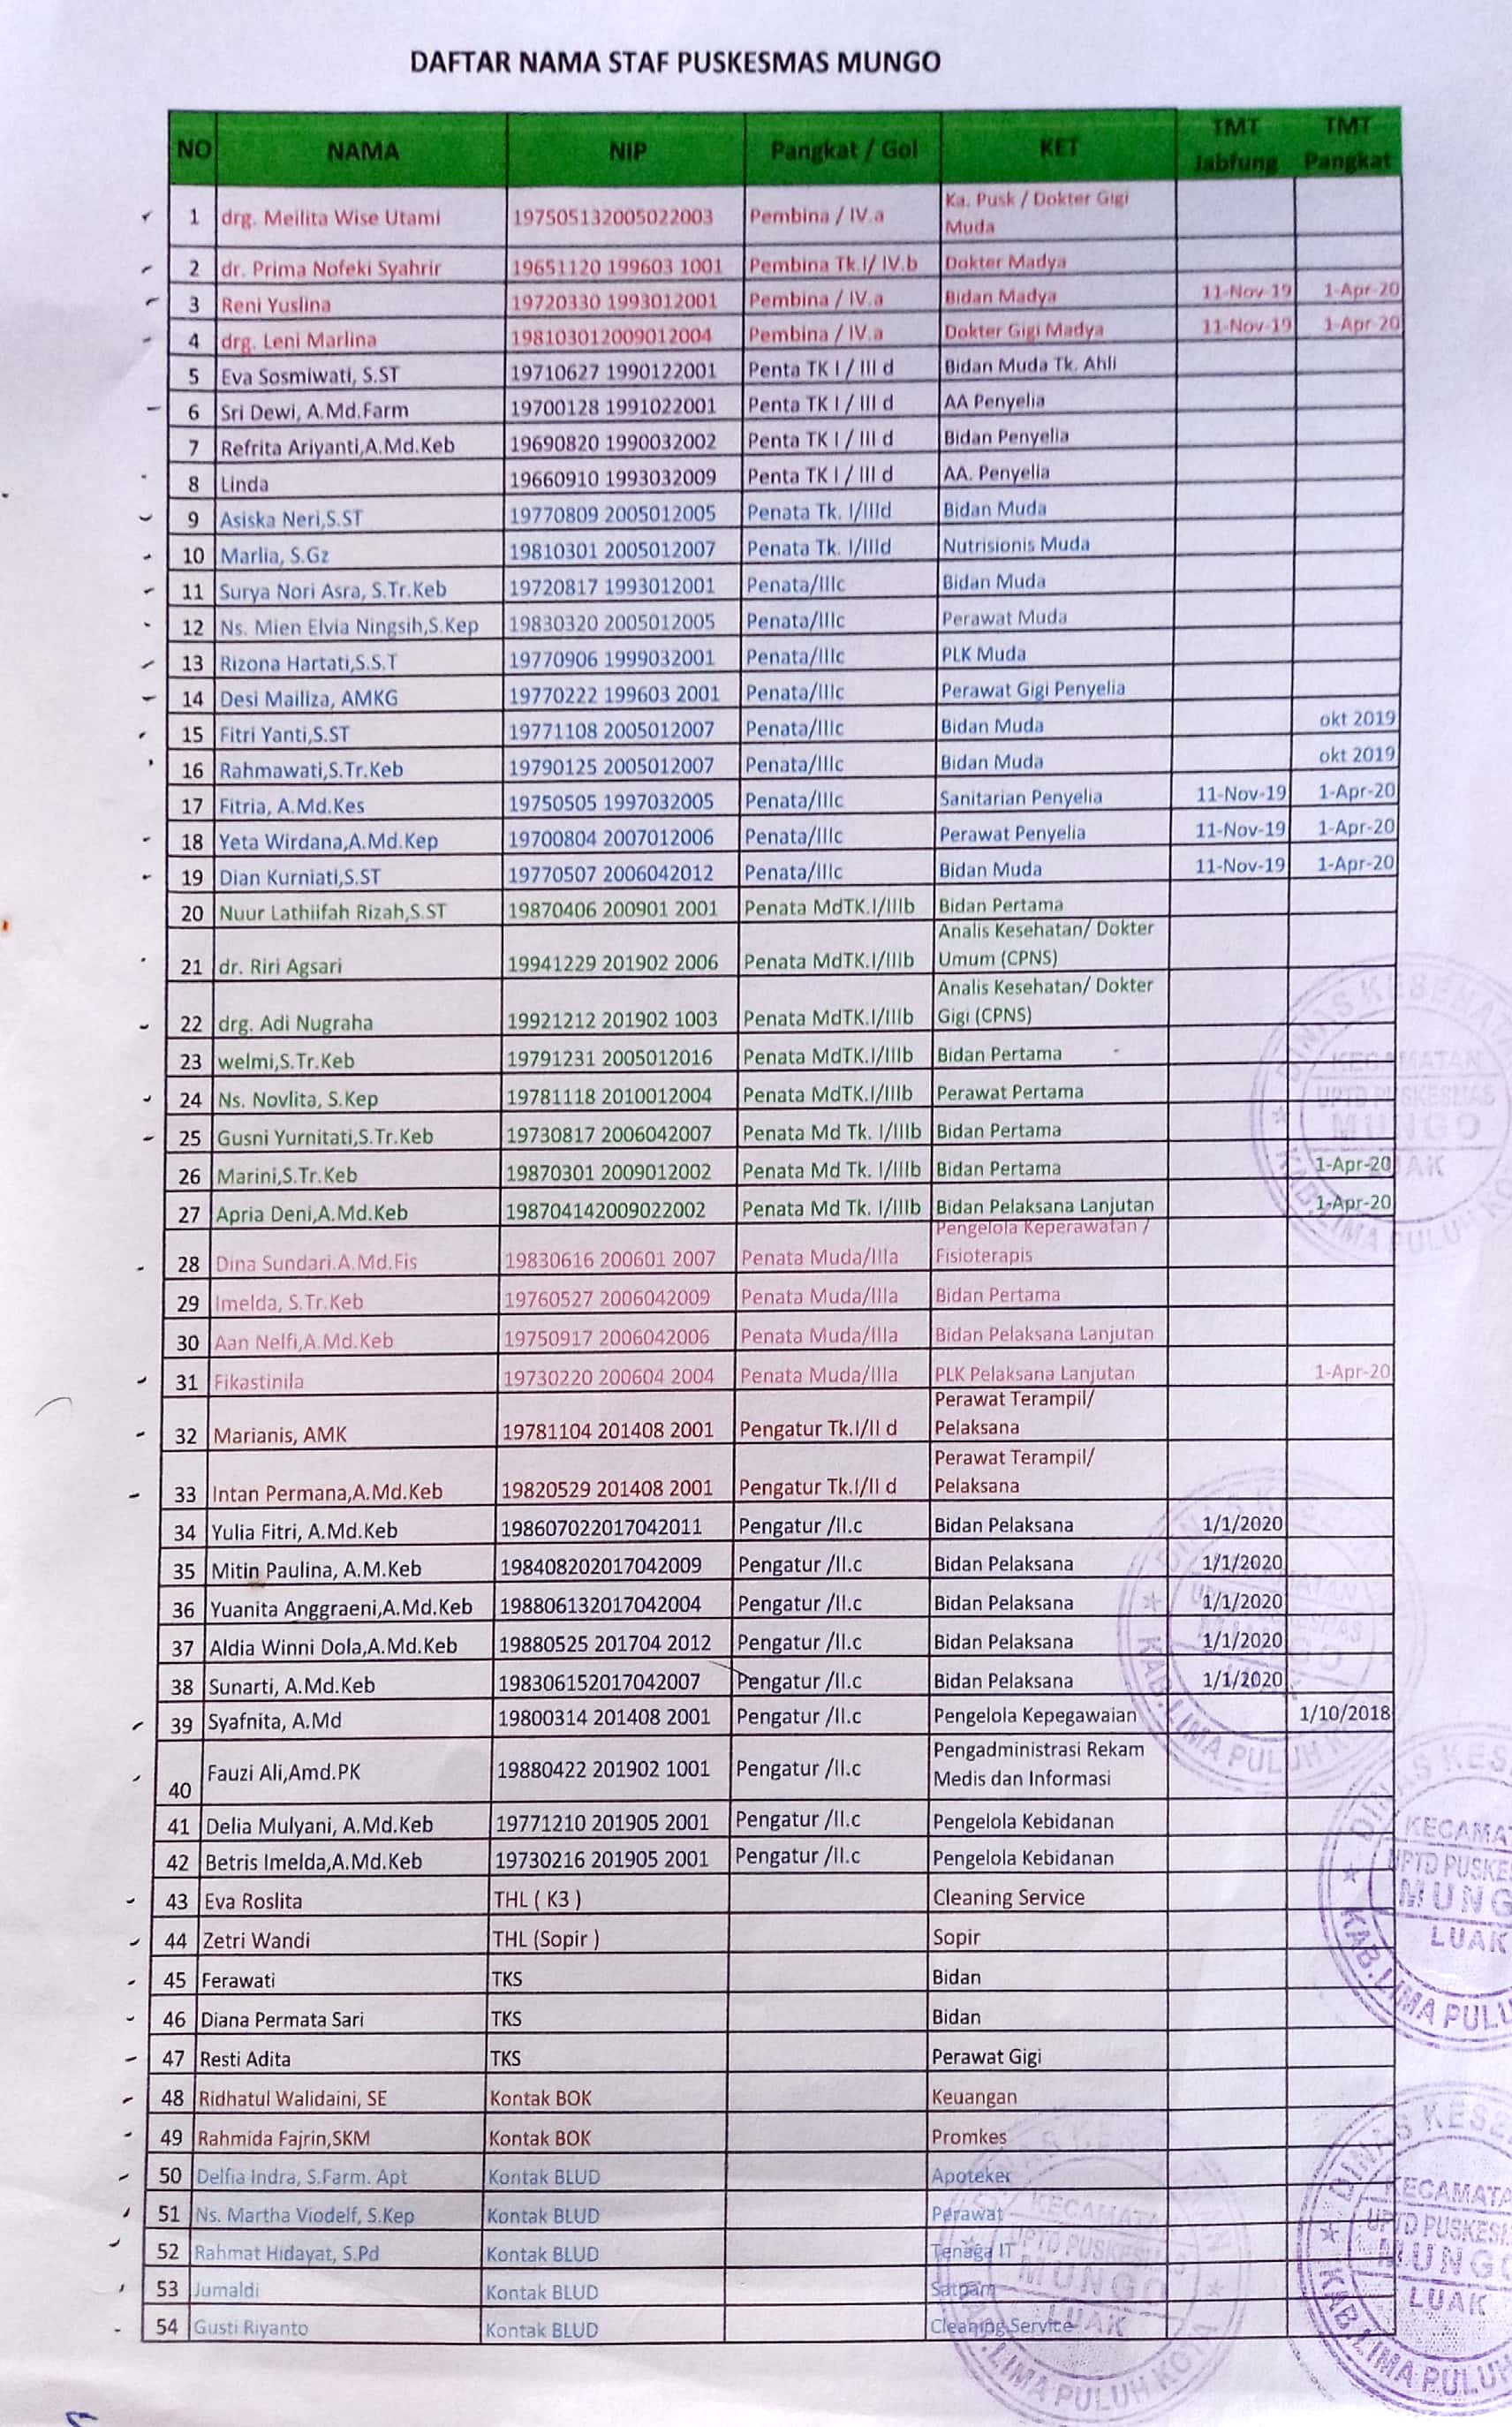 DAFTAR NAMA STAF PUSKESMAS MUNGO
NO NAMA NIP Pangkat / Gol KET TMT Jabfung TMT Pangkat
1 drg. Meilita Wise Utami 197505132005022003 Pembina / IV.a Ka. Pusk / Dokter Gigi Muda
2 dr. Prima Nofeki Syahrir 19651120 199603 1001 Pembina Tk.I/ IV.b Dokter Madya
3 Reni Yuslina 19720330 1993012001 Pembina / IV.a Bidan Madya 11-Nov-19 1-Apr-20
4 drg. Leni Marlina 198103012009012004 Pembina / IV.a Dokter Gigi Madya 11-Nov-19 1-Apr-20
5 Eva Sosmiwati, S.ST 19710627 1990122001 Penta TK I / III d Bidan Muda Tk. Ahli
6 Sri Dewi, A.Md.Farm 19700128 1991022001 Penta TK I / III d AA Penyelia
7 Refrita Ariyanti,A.Md.Keb 19690820 1990032002 Penta TK I / III d Bidan Penyelia
8 Linda 19660910 1993032009 Penta TK I / III d AA. Penyelia
9 Asiska Neri,S.ST 19770809 2005012005 Penata Tk. I/IIId Bidan Muda
10 Marlia, S.Gz 19810301 2005012007 Penata Tk. I/IIId Nutrisionis Muda
11 Surya Nori Asra, S.Tr.Keb 19720817 1993012001 Penata/IIIc Bidan Muda
12 Ns. Mien Elvia Ningsih,S.Kep 19830320 2005012005 Penata/IIIc Perawat Muda
13 Rizona Hartati,S.S.T 19770906 1999032001 Penata/IIIc PLK Muda
14 Desi Mailiza, AMKG 19770222 199603 2001 Penata/IIIc Perawat Gigi Penyelia
15 Fitri Yanti,S.ST 19771108 2005012007 Penata/IIIc Bidan Muda okt 2019
16 Rahmawati,S.Tr.Keb 19790125 2005012007 Penata/IIIc Bidan Muda okt 2019
17 Fitria, A.Md.Kes 19750505 1997032005 Penata/IIIc Sanitarian Penyelia 11-Nov-19 1-Apr-20
18 Yeta Wirdana,A.Md.Kep 19700804 2007012006 Penata/IIIc Perawat Penyelia 11-Nov-19 1-Apr-20
19 Dian Kurniati,S.ST 19770507 2006042012 Penata/IIIc Bidan Muda 11-Nov-19 1-Apr-20
20 Nuur Lathiifah Rizah,S.ST 19870406 200901 2001 Penata MdTK.I/IIIb Bidan Pertama
21 dr. Riri Agsari 19941229 201902 2006 Penata MdTK.I/IIIb Analis Kesehatan/ Dokter Umum (CPNS)
22 drg. Adi Nugraha 19921212 201902 1003 Penata MdTK.I/IIIb Analis Kesehatan/ Dokter Gigi (CPNS)
23 welmi,S.Tr.Keb 19791231 2005012016 Penata MdTK.I/IIIb Bidan Pertama
24 Ns. Novlita, S.Kep 19781118 2010012004 Penata MdTK.I/IIIb Perawat Pertama
25 Gusni Yurnitati,S.Tr.Keb 19730817 2006042007 Penata Md Tk. I/IIIb Bidan Pertama
26 Marini,S.Tr.Keb 19870301 2009012002 Penata Md Tk. I/IIIb Bidan Pertama 1-Apr-20
27 Apria Deni,A.Md.Keb 198704142009022002 Penata Md Tk. I/IIIb Bidan Pelaksana Lanjutan 1-Apr-20
28 Dina Sundari.A.Md.Fis 19830616 200601 2007 Penata Muda/IIIa Pengelola Keperawatan / Fisioterapis
29 Imelda, S.Tr.Keb 19760527 2006042009 Penata Muda/IIIa Bidan Pertama
30 Aan Nelfi,A.Md.Keb 19750917 2006042006 Penata Muda/IIIa Bidan Pelaksana Lanjutan
31 Fikastinila 19730220 200604 2004 Penata Muda/IIIa PLK Pelaksana Lanjutan 1-Apr-20
32 Marianis, AMK 19781104 201408 2001 Pengatur Tk.I/II d Perawat Terampil/ Pelaksana
33 Intan Permana,A.Md.Keb 19820529 201408 2001 Pengatur Tk.I/II d Perawat Terampil/ Pelaksana
34 Yulia Fitri, A.Md.Keb 198607022017042011 Pengatur /II.c Bidan Pelaksana 1/1/2020
35 Mitin Paulina, A.M.Keb 198408202017042009 Pengatur /II.c Bidan Pelaksana 1/1/2020
36 Yuanita Anggraeni,A.Md.Keb 198806132017042004 Pengatur /II.c Bidan Pelaksana 1/1/2020
37 Aldia Winni Dola,A.Md.Keb 19880525 201704 2012 Pengatur /II.c Bidan Pelaksana 1/1/2020
38 Sunarti, A.Md.Keb 198306152017042007 Pengatur /II.c Bidan Pelaksana 1/1/2020
39 Syafnita, A.Md 19800314 201408 2001 Pengatur /II.c Pengelola Kepegawaian 1/10/2018
40 Fauzi Ali,Amd.PK 19880422 201902 1001 Pengatur /II.c Pengadministrasi Rekam Medis dan Informasi
41 Delia Mulyani, A.Md.Keb 19771210 201905 2001 Pengatur /II.c Pengelola Kebidanan
42 Betris Imelda,A.Md.Keb 19730216 201905 2001 Pengatur /II.c Pengelola Kebidanan
43 Eva Roslita THL ( K3 ) Cleaning Service
44 Zetri Wandi THL (Sopir ) Sopir
45 Ferawati TKS Bidan
46 Diana Permata Sari TKS Bidan
47 Resti Adita TKS Perawat Gigi
48 Ridhatul Walidaini, SE Kontak BOK Keuangan
49 Rahmida Fajrin,SKM Kontak BOK Promkes
50 Delfia Indra, S.Farm. Apt Kontak BLUD Apoteker
51 Ns. Martha Viodelf, S.Kep Kontak BLUD Perawat
52 Rahmat Hidayat, S.Pd Kontak BLUD Tenaga IT
53 Jumaldi Kontak BLUD Satpam
54 Gusti Riyanto Kontak BLUD Cleaning Service